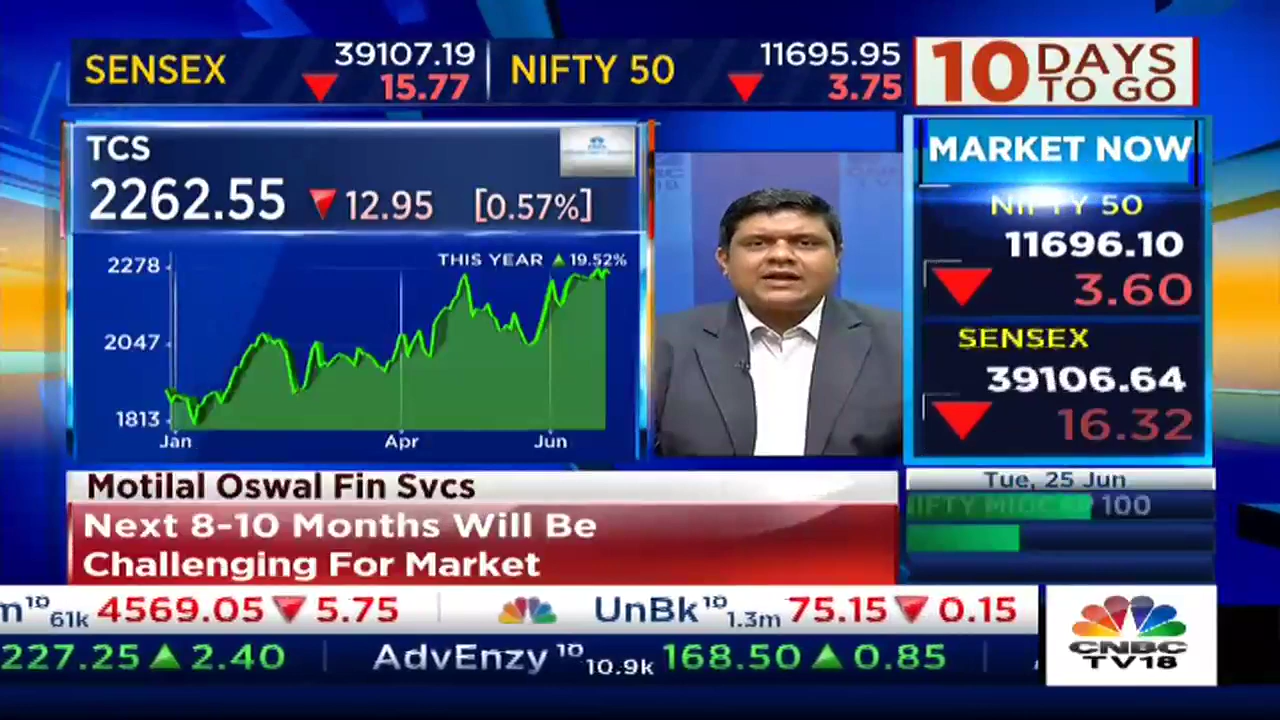 SENSEX 39107.19 15.77
NIFTY 50 11695.95 3.75
10 DAYS TO GO
TCS
2262.55 12.95 [0.57%]
THIS YEAR 19.52%
2278
2047
1813
Jan Apr Jun
MARKET NOW
NIFTY 50
11696.10
3.60
SENSEX
39106.64
16.32
Tue, 25 Jun
NIFTY MIDCAP 100
Motilal Oswal Fin Svcs
Next 8-10 Months Will Be
Challenging For Market
61k 4569.05 5.75 UnBk 1D 1.3m 75.15 0.15
227.25 2.40 AdvEnzy 1D 10.9k 168.50 0.85
CNBC
TV18